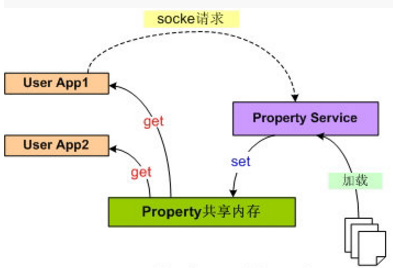 socke请求
User App1
get
Property Service
User App2
get
set
加载
Property共享内存